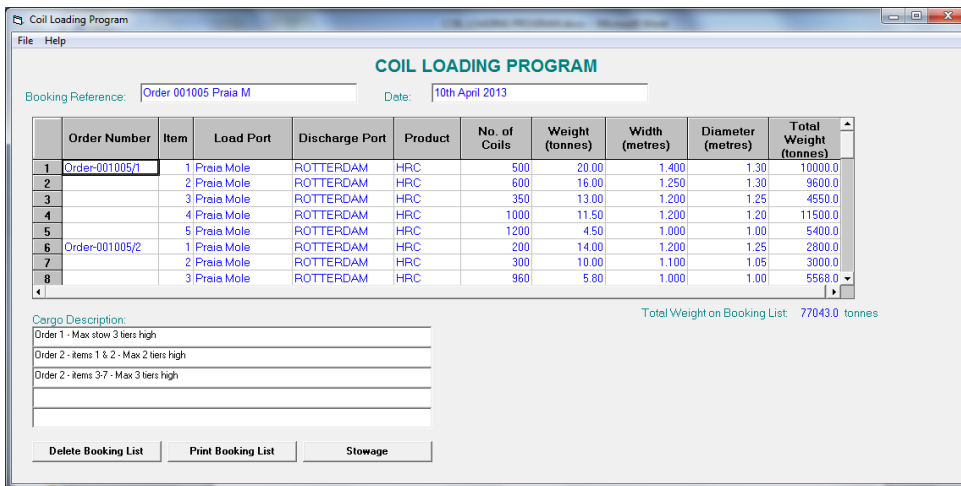 Coil Loading Program
File Help
COIL LOADING PROGRAM
Booking Reference: Order 001005 Praia M Date: 10th April 2013
Order Number Item Load Port Discharge Port Product No. of Coils Weight (tonnes) Width (metres) Diameter (metres) Total Weight (tonnes)
1 Order-001005/1 1 Praia Mole ROTTERDAM HRC 500 20.00 1.400 1.30 10000.0
2 2 Praia Mole ROTTERDAM HRC 600 16.00 1.250 1.30 9600.0
3 3 Praia Mole ROTTERDAM HRC 350 13.00 1.200 1.25 4550.0
4 4 Praia Mole ROTTERDAM HRC 1000 11.50 1.200 1.20 11500.0
5 5 Praia Mole ROTTERDAM HRC 1200 4.50 1.000 1.00 5400.0
6 Order-001005/2 1 Praia Mole ROTTERDAM HRC 200 14.00 1.200 1.25 2800.0
7 2 Praia Mole ROTTERDAM HRC 300 10.00 1.100 1.05 3000.0
8 3 Praia Mole ROTTERDAM HRC 960 5.80 1.000 1.00 5568.0
Total Weight on Booking List: 77043.0 tonnes
Cargo Description:
Order 1 - Max stow 3 tiers high
Order 2 - items 1 & 2 - Max 2 tiers high
Order 2 - items 3-7 - Max 3 tiers high
Delete Booking List Print Booking List Stowage